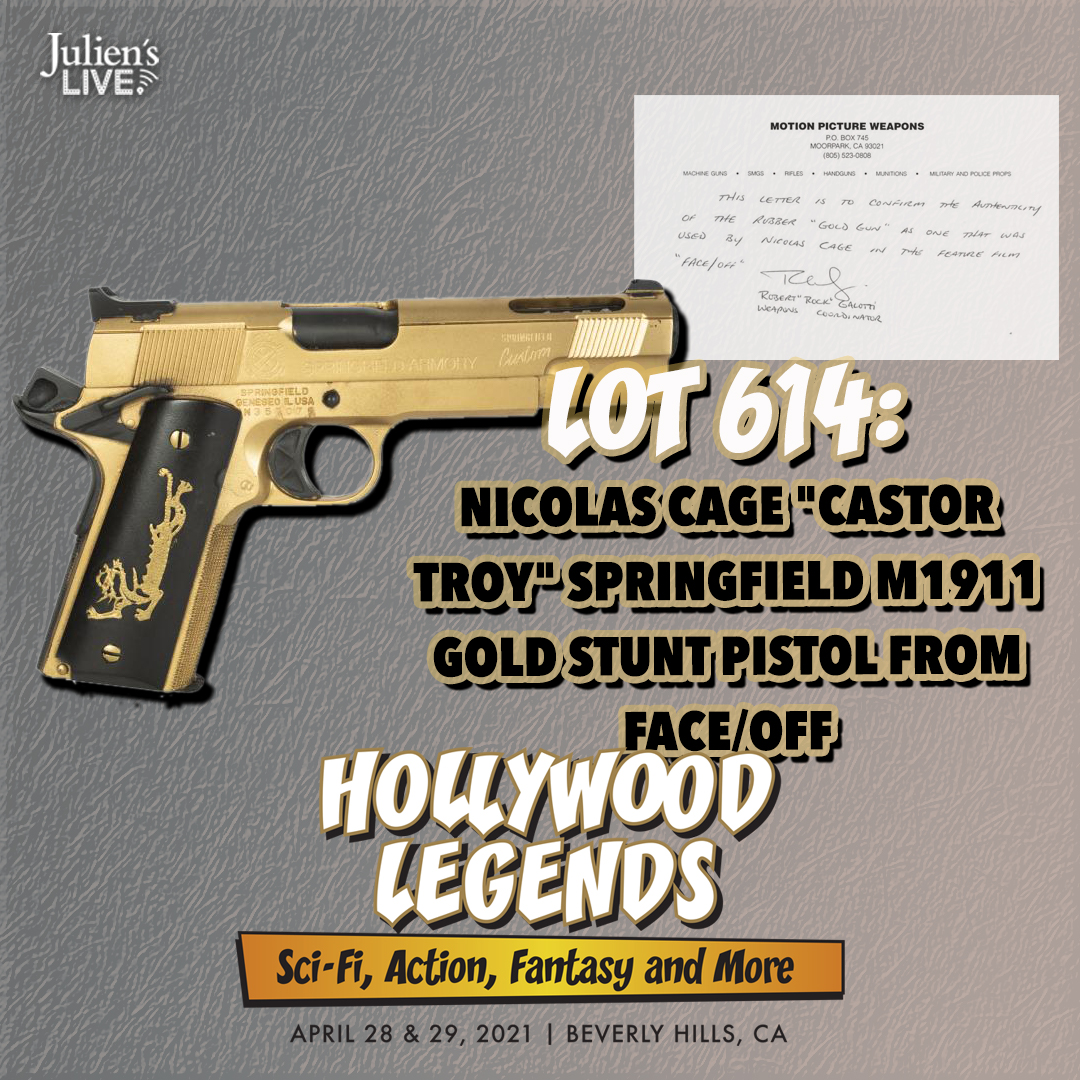 Julien's
LIVE
MOTION PICTURE WEAPONS
P.O. BOX 745
MOORPARK, CA 93021
(805) 523-0808
MACHINE GUNS • SMGS • RIFLES • HANDGUNS • MUNITIONS • MILITARY AND POLICE PROPS
THIS LETTER IS TO CONFIRM THE AUTHENTICITY
OF THE RUBBER "GOLD GUN" AS ONE THAT WAS
USED BY NICOLAS CAGE IN THE FEATURE FILM
"FACE/OFF"
ROBERT "ROCK" GALOTTI
WEAPONS COORDINATOR
SPRINGFIELD
Custom
SPRINGFIELD ARMORY
SPRINGFIELD
GENESEO IL USA
LOT 614:
NICOLAS CAGE "CASTOR
TROY" SPRINGFIELD M1911
GOLD STUNT PISTOL FROM
FACE/OFF
HOLLYWOOD
LEGENDS
Sci-Fi, Action, Fantasy and More
APRIL 28 & 29, 2021 | BEVERLY HILLS, CA